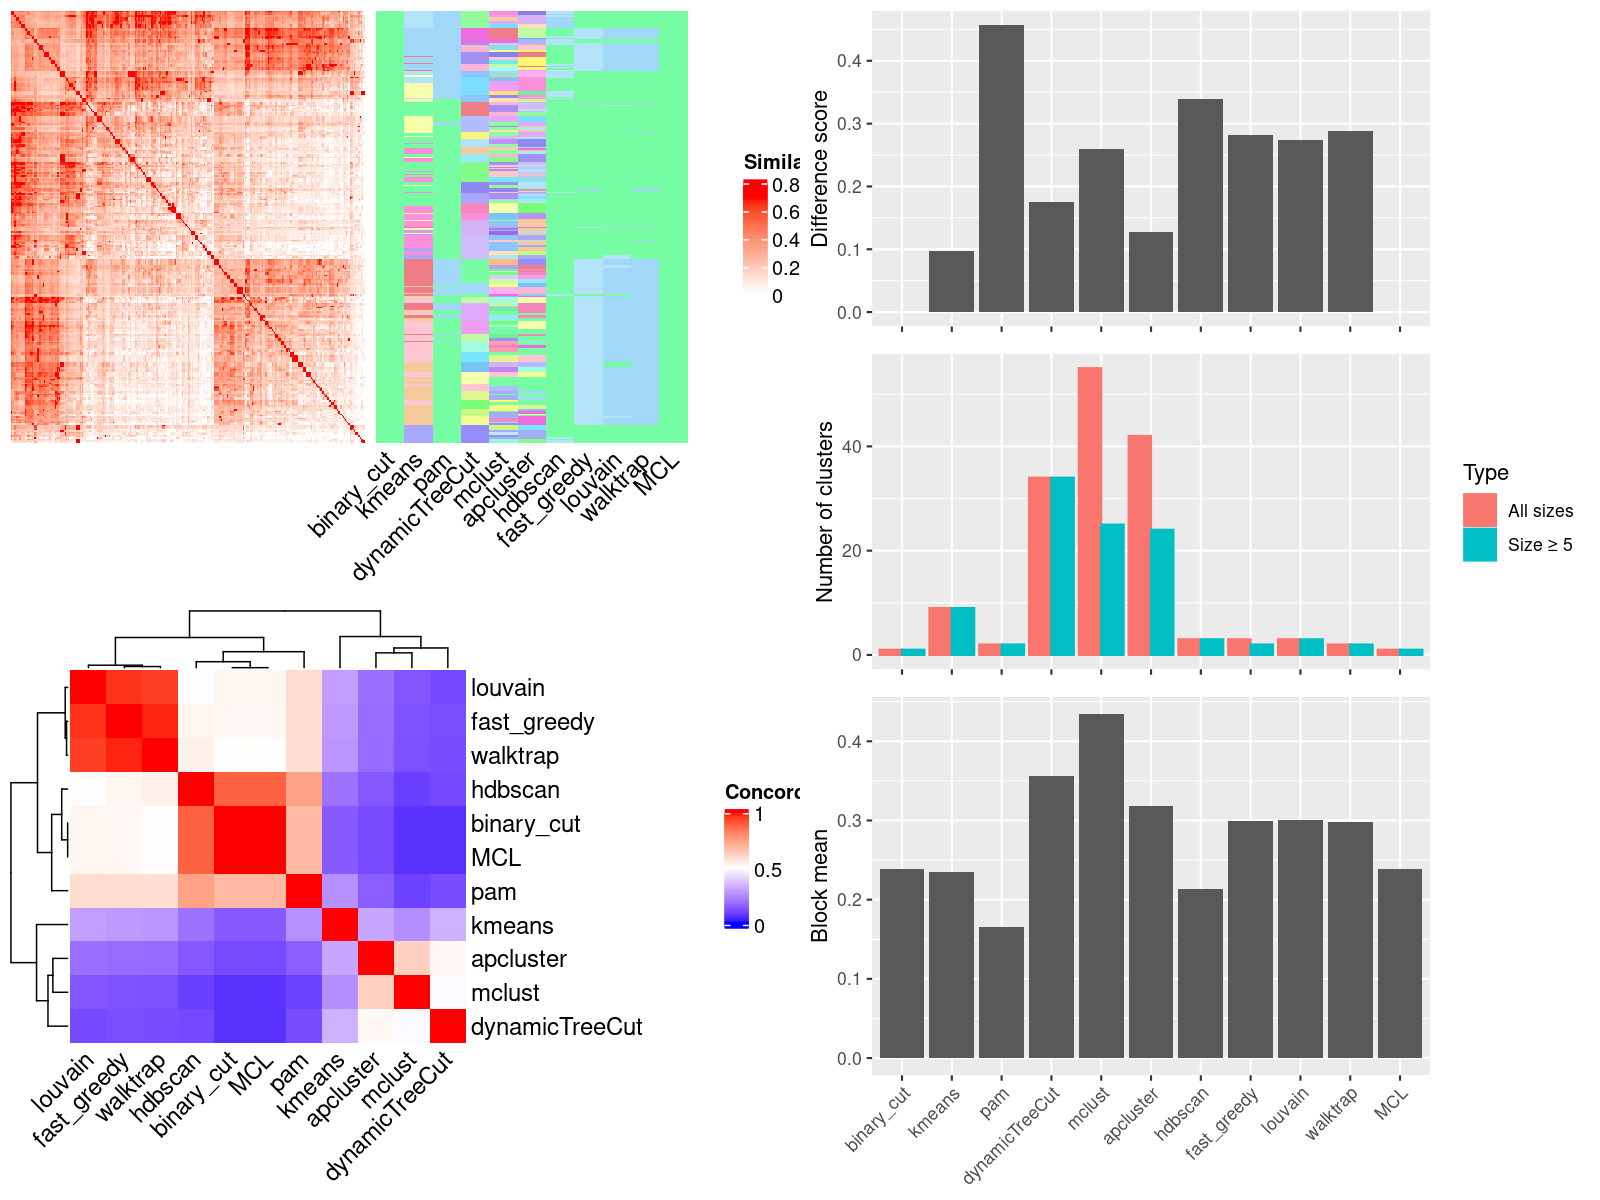 Simila
0.8
0.6
0.4
0.2
0
binary_cut
kmeans
pam
dynamicTreeCut
mclust
apcluster
hdbscan
fast_greedy
louvain
walktrap
MCL
louvain
fast_greedy
walktrap
hdbscan
binary_cut
MCL
pam
kmeans
apcluster
mclust
dynamicTreeCut
louvain
fast_greedy
walktrap
hdbscan
binary_cut
MCL
pam
kmeans
apcluster
mclust
dynamicTreeCut
Concord
1
0.5
0
Difference score
0.4
0.3
0.2
0.1
0.0
Number of clusters
40
20
0
Type
All sizes
Size ≥ 5
Block mean
0.4
0.3
0.2
0.1
0.0
binary_cut
kmeans
pam
dynamicTreeCut
mclust
apcluster
hdbscan
fast_greedy
louvain
walktrap
MCL